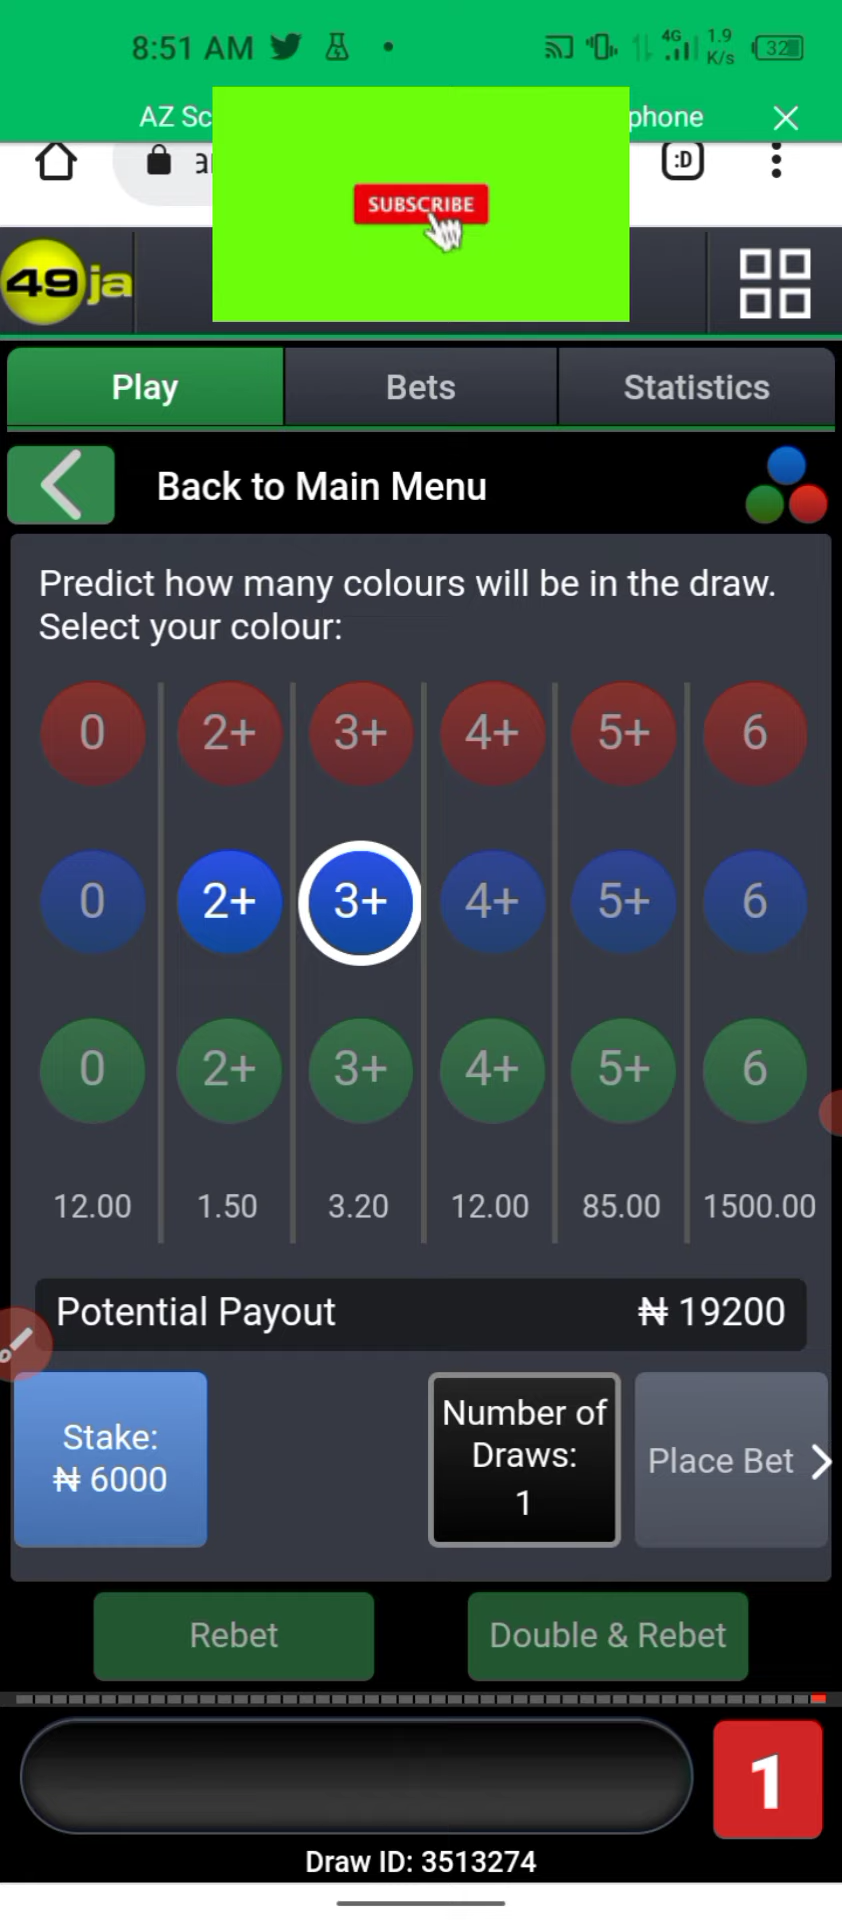 8:51 AM 4G 1.9 K/s 32
AZ Sc phone
:D
SUBSCRIBE
49ja
Play Bets Statistics
Back to Main Menu
Predict how many colours will be in the draw.
Select your colour:
0 2+ 3+ 4+ 5+ 6
0 2+ 3+ 4+ 5+ 6
0 2+ 3+ 4+ 5+ 6
12.00 1.50 3.20 12.00 85.00 1500.00
Potential Payout ₦ 19200
Stake:
₦ 6000
Number of
Draws:
1
Place Bet
Rebet Double & Rebet
1
Draw ID: 3513274